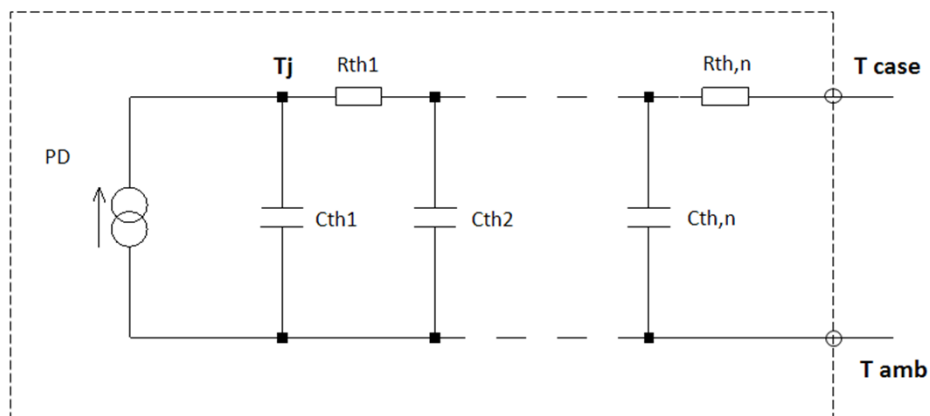 Tj
Rth1
Rth,n
T case
PD
Cth1
Cth2
Cth,n
T amb